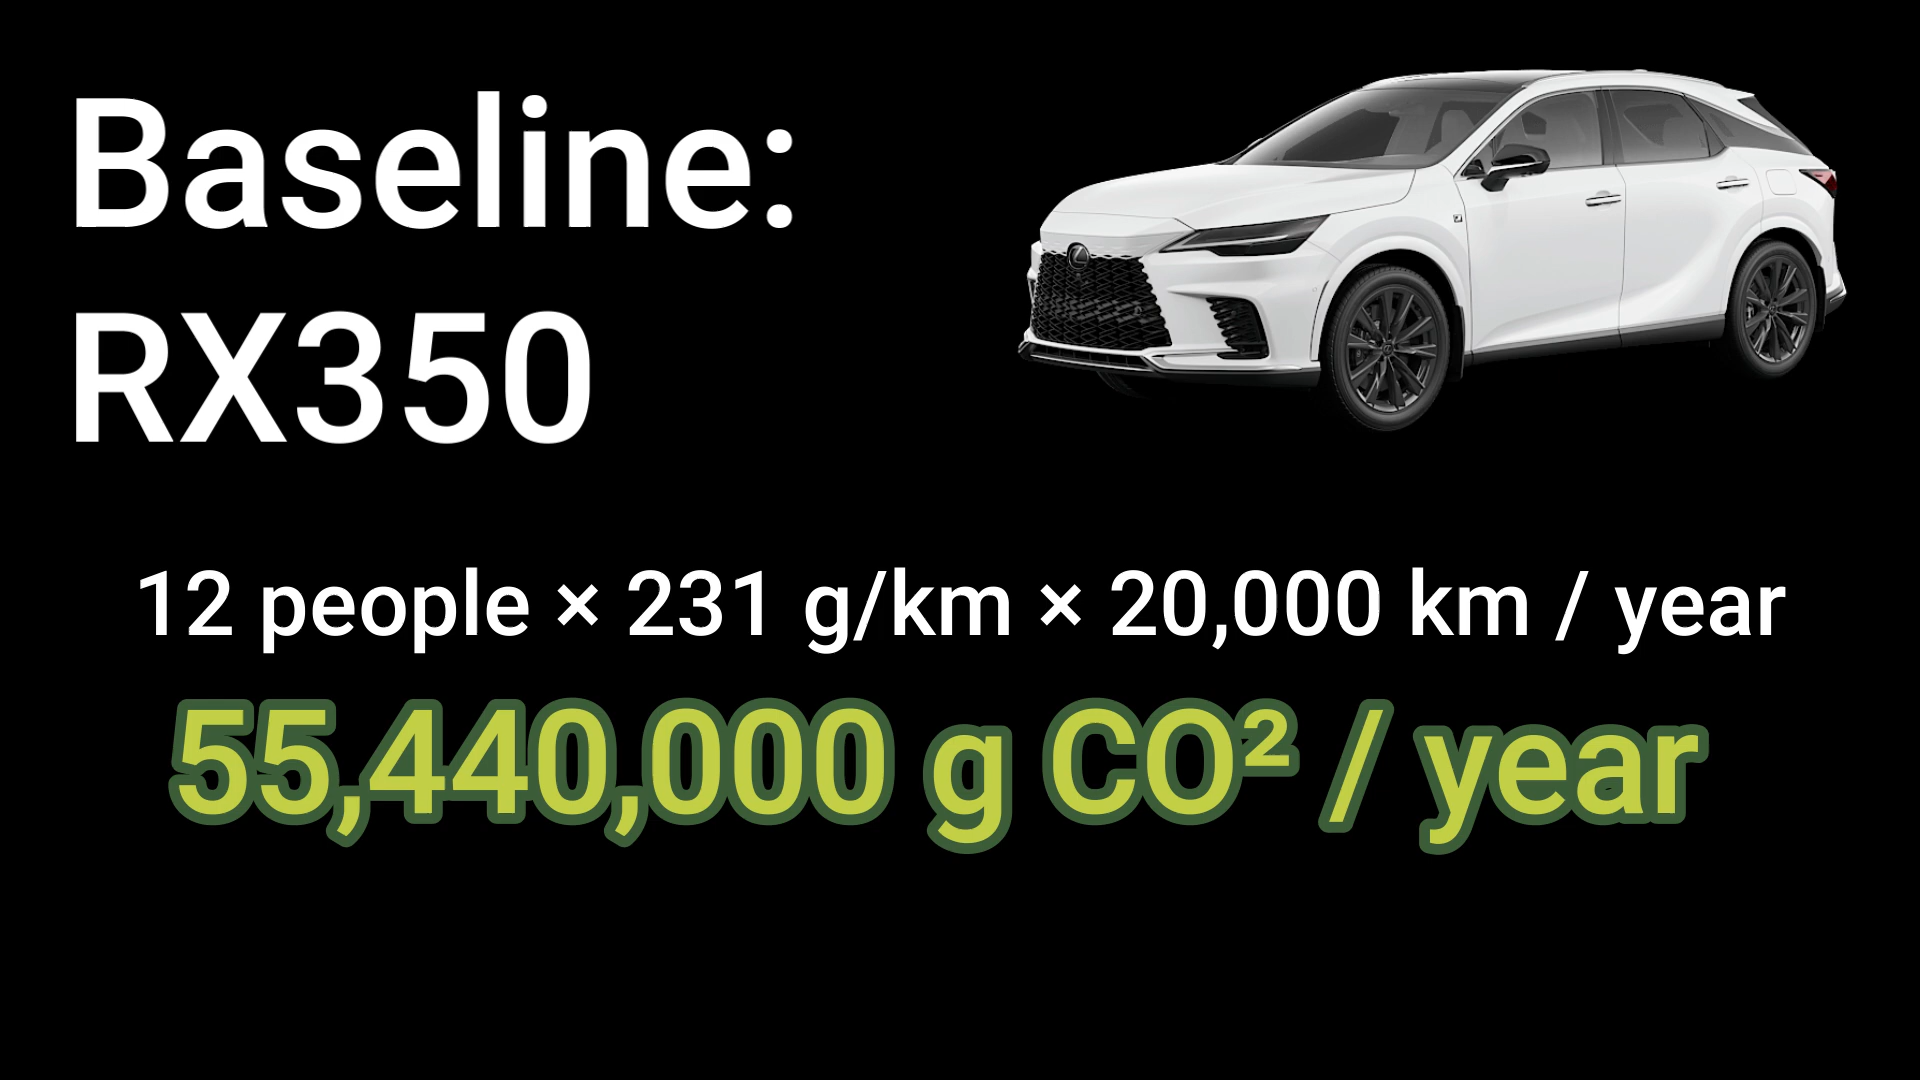 Baseline:
RX350
12 people × 231 g/km × 20,000 km / year
55,440,000 g CO² / year